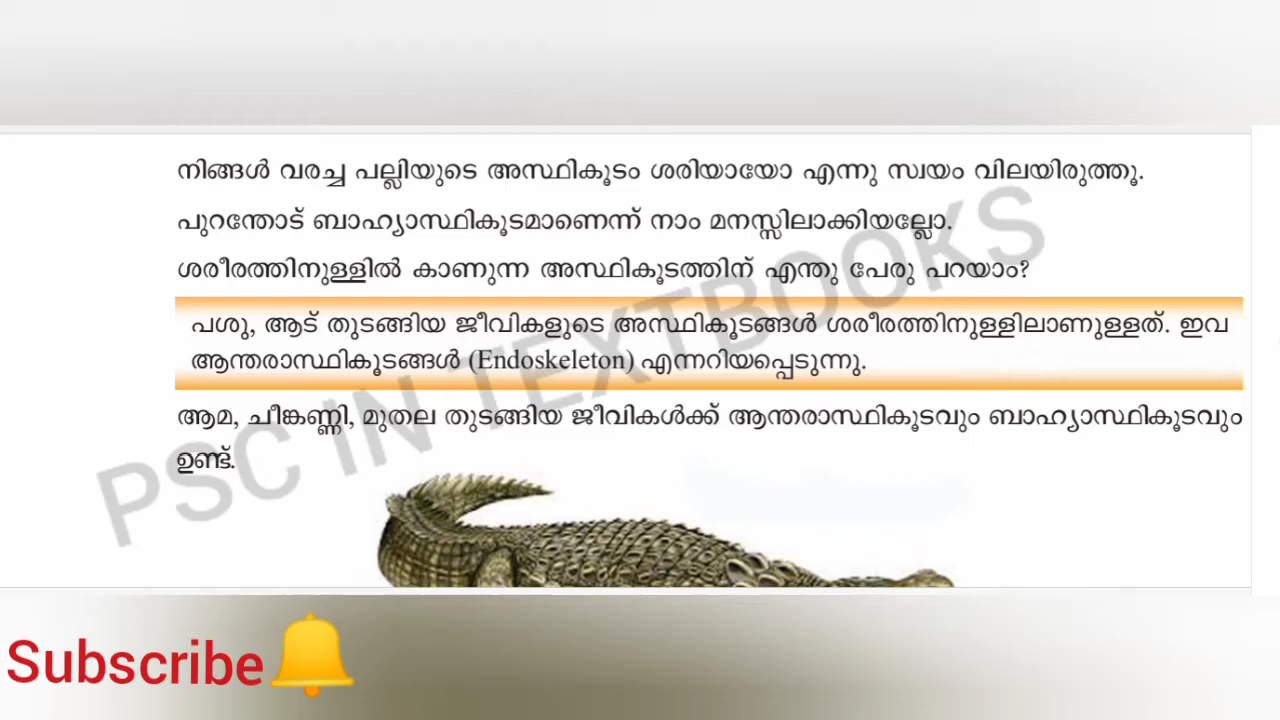 നിങ്ങൾ വരച്ച പല്ലിയുടെ അസ്ഥികൂടം ശരിയായോ എന്നു സ്വയം വിലയിരുത്തൂ.
പുറന്തോട് ബാഹ്യാസ്ഥികൂടമാണെന്ന് നാം മനസ്സിലാക്കിയല്ലോ.
ശരീരത്തിനുള്ളിൽ കാണുന്ന അസ്ഥികൂടത്തിന് എന്തു പേരു പറയാം?
പശു, ആട് തുടങ്ങിയ ജീവികളുടെ അസ്ഥികൂടങ്ങൾ ശരീരത്തിനുള്ളിലാണുള്ളത്. ഇവ
ആന്തരാസ്ഥികൂടങ്ങൾ (Endoskeleton) എന്നറിയപ്പെടുന്നു.
ആമ, ചീങ്കണ്ണി, മുതല തുടങ്ങിയ ജീവികൾക്ക് ആന്തരാസ്ഥികൂടവും ബാഹ്യാസ്ഥികൂടവും
ഉണ്ട്.
PSC IN TEXTBOOKS
Subscribe